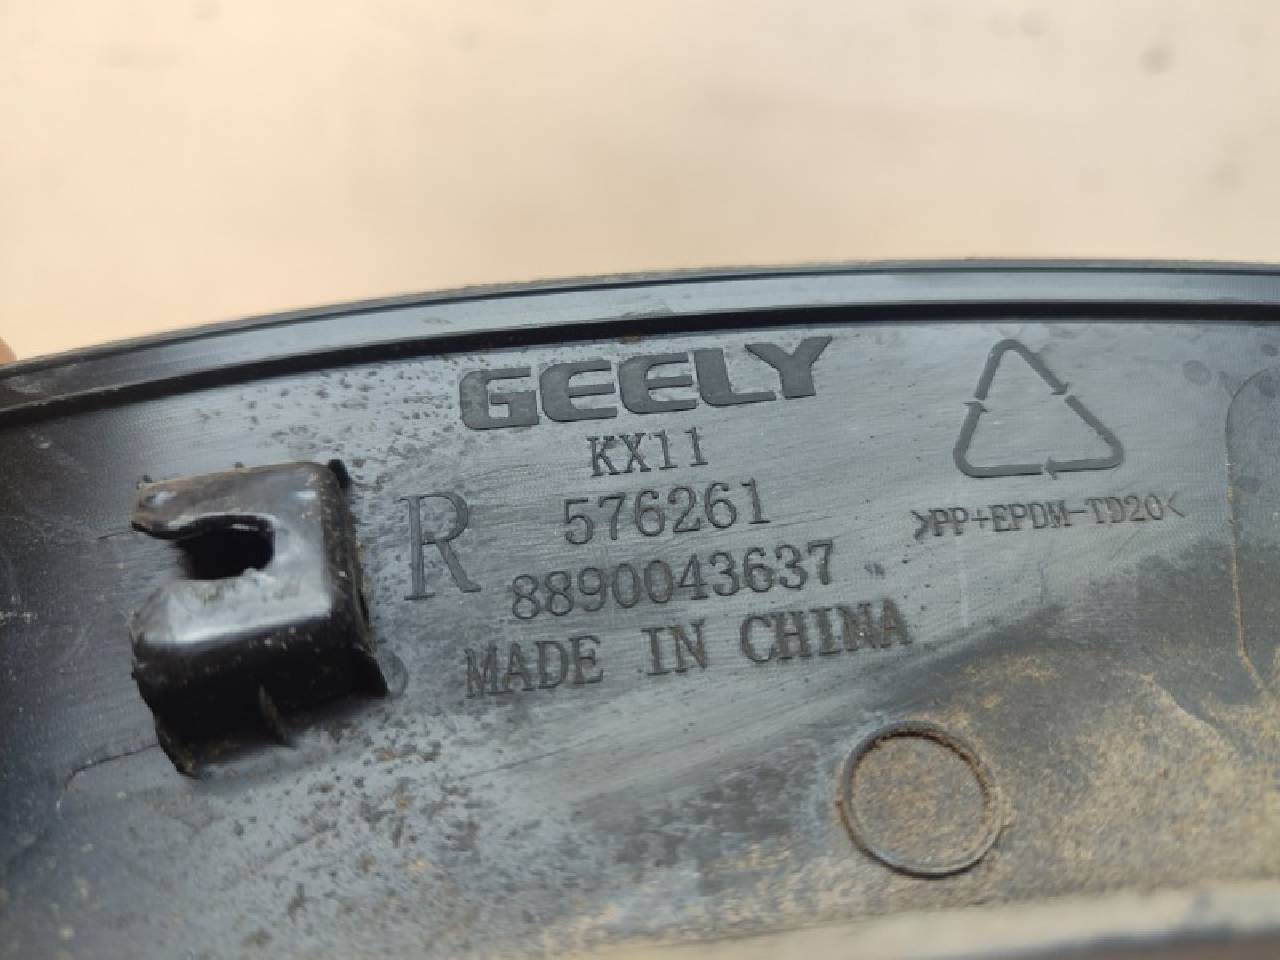 GEELY
KX11
R
576261
8890043637
MADE IN CHINA
>PP+EPDM-TD20<